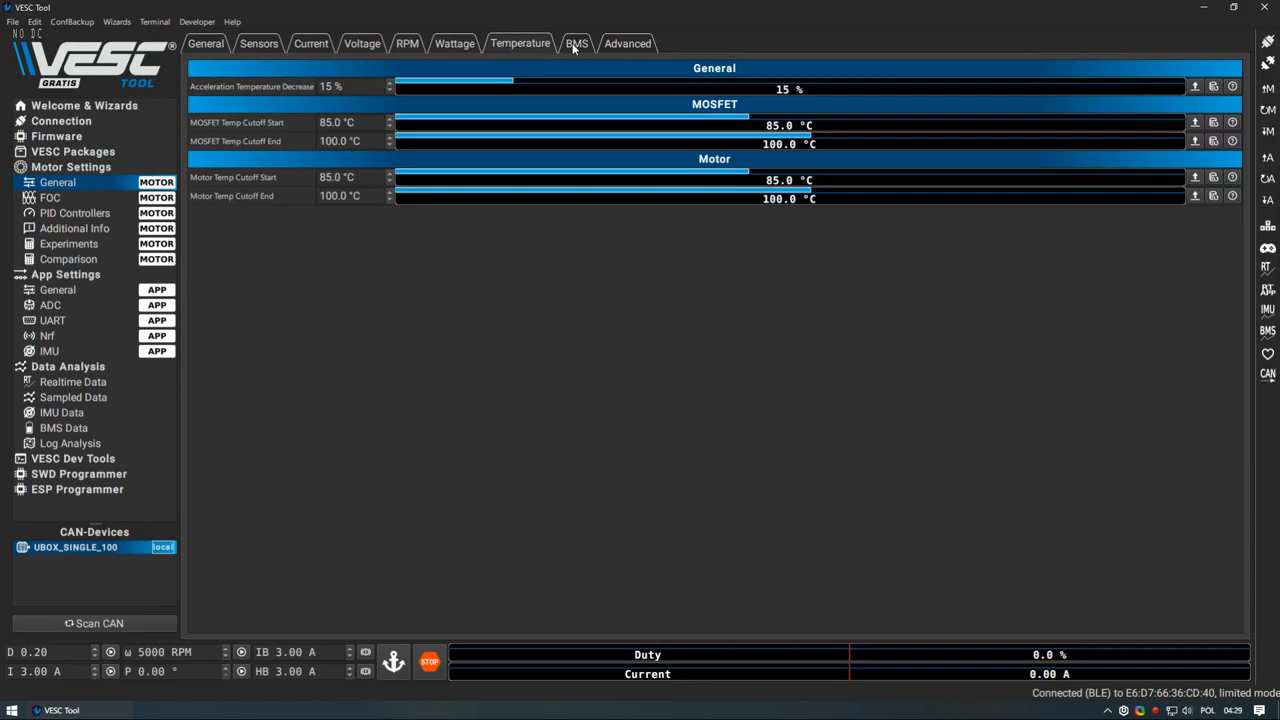 VESC Tool
File Edit ConfBackup Wizards Terminal Developer Help
NO DC
VESC®
GRATIS TOOL
General Sensors Current Voltage RPM Wattage Temperature BMS Advanced
General
Acceleration Temperature Decrease 15 % 15 %
MOSFET
MOSFET Temp Cutoff Start 85.0 °C 85.0 °C
MOSFET Temp Cutoff End 100.0 °C 100.0 °C
Motor
Motor Temp Cutoff Start 85.0 °C 85.0 °C
Motor Temp Cutoff End 100.0 °C 100.0 °C
Welcome & Wizards
Connection
Firmware
VESC Packages
Motor Settings
General MOTOR
FOC MOTOR
PID Controllers MOTOR
Additional Info MOTOR
Experiments MOTOR
Comparison MOTOR
App Settings
General APP
ADC APP
UART APP
Nrf APP
IMU APP
Data Analysis
RT Realtime Data
Sampled Data
IMU Data
BMS Data
Log Analysis
VESC Dev Tools
SWD Programmer
ESP Programmer
CAN-Devices
UBOX_SINGLE_100 local
Scan CAN
M
M
M
A
A
A
RT
RT APP
IMU
BMS
CAN
D 0.20 ω 5000 RPM IB 3.00 A
I 3.00 A P 0.00 ° HB 3.00 A
STOP
Duty 0.0 %
Current 0.00 A
Connected (BLE) to E6:D7:66:36:CD:40, limited mode
VESC Tool POL 04:29